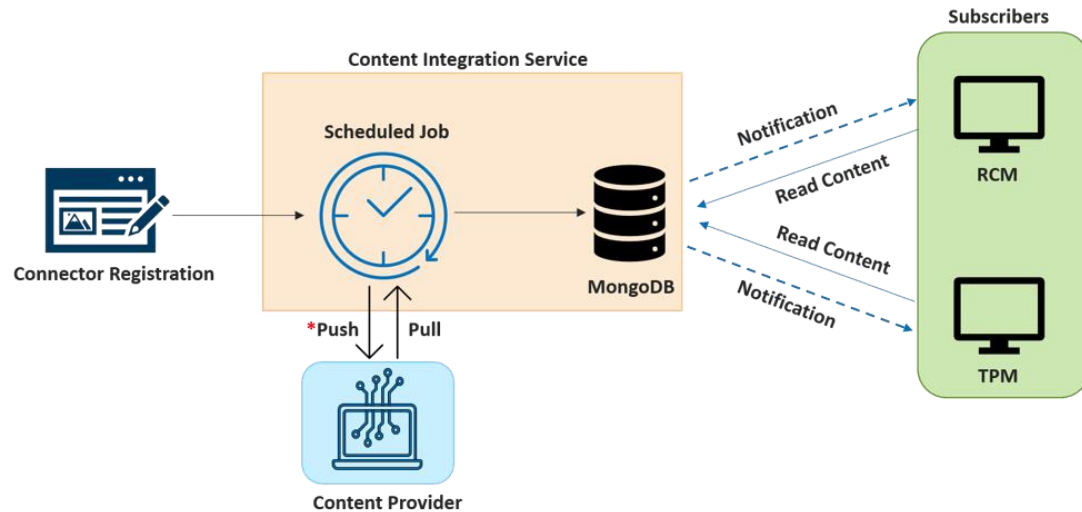 Subscribers
Content Integration Service
Scheduled Job
Notification
RCM
Read Content
Connector Registration
Read Content
MongoDB
Notification
*Push
Pull
TPM
Content Provider